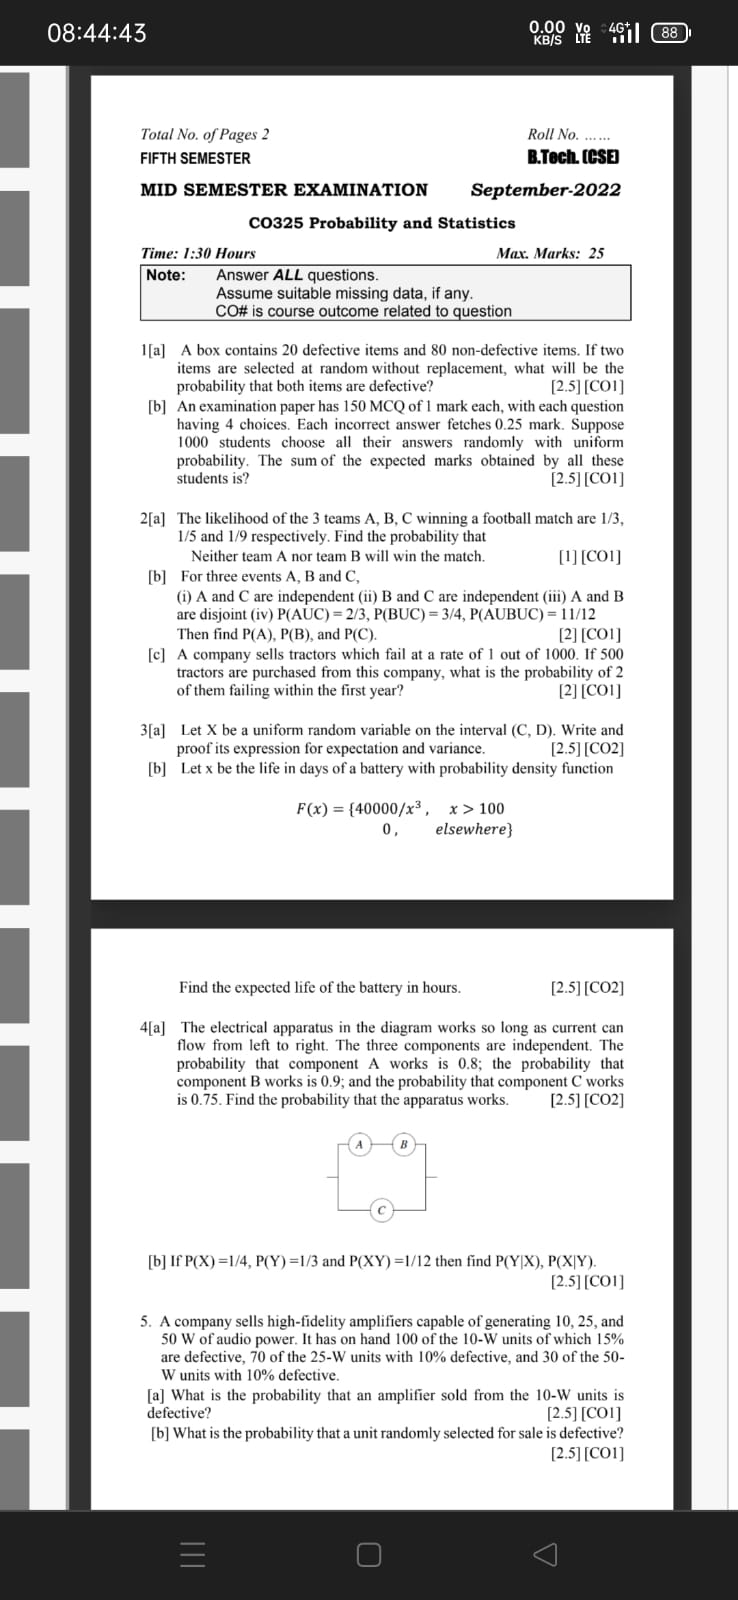 08:44:43
0.00 KB/S Vo LTE 4G+ 88
Total No. of Pages 2 Roll No. ......
FIFTH SEMESTER B.Tech. (CSE)
MID SEMESTER EXAMINATION September-2022
CO325 Probability and Statistics
Time: 1:30 Hours Max. Marks: 25
Note: Answer ALL questions.
Assume suitable missing data, if any.
CO# is course outcome related to question
1[a] A box contains 20 defective items and 80 non-defective items. If two
items are selected at random without replacement, what will be the
probability that both items are defective? [2.5] [CO1]
[b] An examination paper has 150 MCQ of 1 mark each, with each question
having 4 choices. Each incorrect answer fetches 0.25 mark. Suppose
1000 students choose all their answers randomly with uniform
probability. The sum of the expected marks obtained by all these
students is? [2.5] [CO1]
2[a] The likelihood of the 3 teams A, B, C winning a football match are 1/3,
1/5 and 1/9 respectively. Find the probability that
Neither team A nor team B will win the match. [1] [CO1]
[b] For three events A, B and C,
(i) A and C are independent (ii) B and C are independent (iii) A and B
are disjoint (iv) P(AUC) = 2/3, P(BUC) = 3/4, P(AUBUC) = 11/12
Then find P(A), P(B), and P(C). [2] [CO1]
[c] A company sells tractors which fail at a rate of 1 out of 1000. If 500
tractors are purchased from this company, what is the probability of 2
of them failing within the first year? [2] [CO1]
3[a] Let X be a uniform random variable on the interval (C, D). Write and
proof its expression for expectation and variance. [2.5] [CO2]
[b] Let x be the life in days of a battery with probability density function
F(x) = {40000/x³ , x > 100
0 , elsewhere}
Find the expected life of the battery in hours. [2.5] [CO2]
4[a] The electrical apparatus in the diagram works so long as current can
flow from left to right. The three components are independent. The
probability that component A works is 0.8; the probability that
component B works is 0.9; and the probability that component C works
is 0.75. Find the probability that the apparatus works. [2.5] [CO2]
A B
C
[b] If P(X) =1/4, P(Y) =1/3 and P(XY) =1/12 then find P(Y|X), P(X|Y).
[2.5] [CO1]
5. A company sells high-fidelity amplifiers capable of generating 10, 25, and
50 W of audio power. It has on hand 100 of the 10-W units of which 15%
are defective, 70 of the 25-W units with 10% defective, and 30 of the 50-
W units with 10% defective.
[a] What is the probability that an amplifier sold from the 10-W units is
defective? [2.5] [CO1]
[b] What is the probability that a unit randomly selected for sale is defective?
[2.5] [CO1]